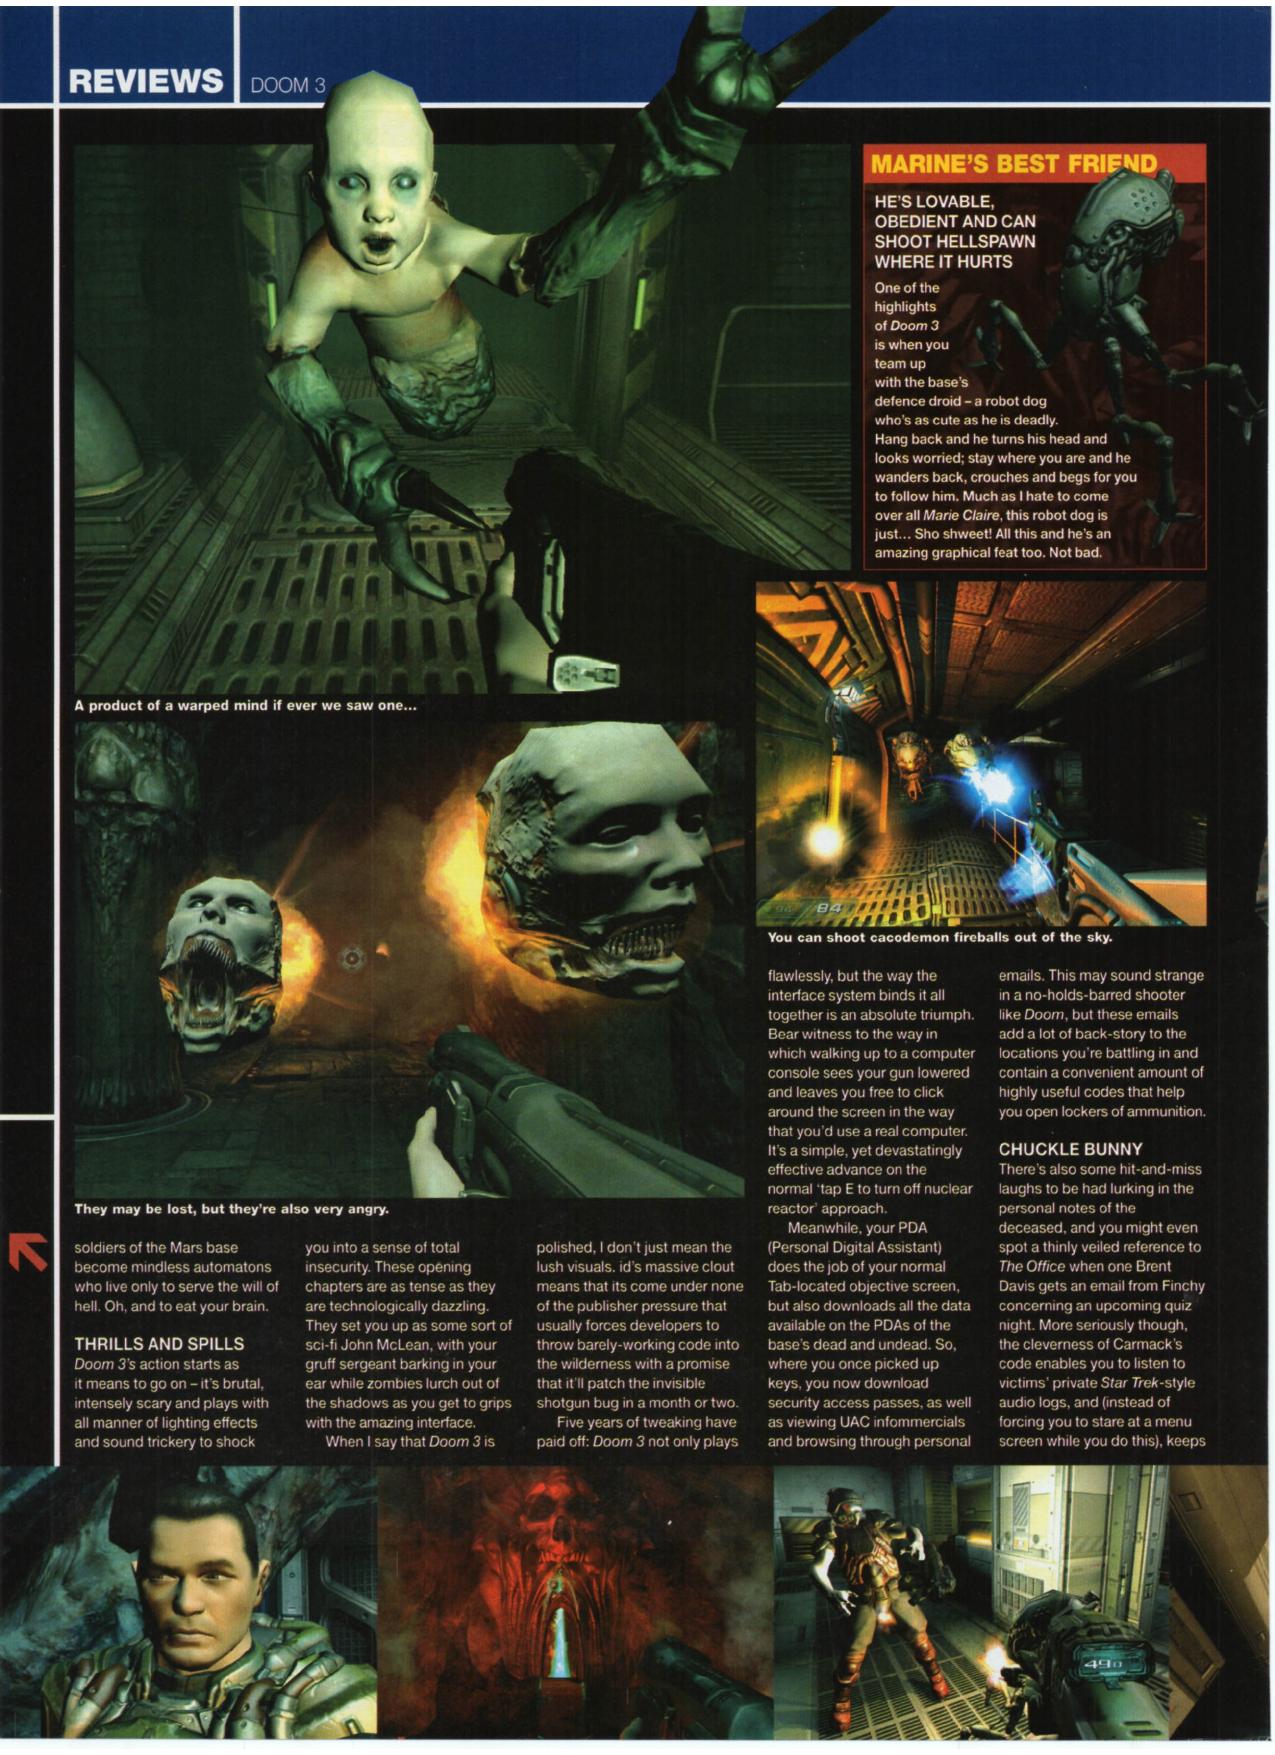 REVIEWS
DOOM 3
MARINE'S BEST FRIEND
HE'S LOVABLE,
OBEDIENT AND CAN
SHOOT HELLSPAWN
WHERE IT HURTS
One of the
highlights
of Doom 3
is when you
team up
with the base's
defence droid – a robot dog
who's as cute as he is deadly.
Hang back and he turns his head and
looks worried; stay where you are and he
wanders back, crouches and begs for you
to follow him. Much as I hate to come
over all Marie Claire, this robot dog is
just... Sho shweet! All this and he's an
amazing graphical feat too. Not bad.
A product of a warped mind if ever we saw one...
94 84
You can shoot cacodemon fireballs out of the sky.
They may be lost, but they're also very angry.
soldiers of the Mars base
become mindless automatons
who live only to serve the will of
hell. Oh, and to eat your brain.
THRILLS AND SPILLS
Doom 3's action starts as
it means to go on – it's brutal,
intensely scary and plays with
all manner of lighting effects
and sound trickery to shock
you into a sense of total
insecurity. These opening
chapters are as tense as they
are technologically dazzling.
They set you up as some sort of
sci-fi John McLean, with your
gruff sergeant barking in your
ear while zombies lurch out of
the shadows as you get to grips
with the amazing interface.
When I say that Doom 3 is
polished, I don't just mean the
lush visuals. id's massive clout
means that its come under none
of the publisher pressure that
usually forces developers to
throw barely-working code into
the wilderness with a promise
that it'll patch the invisible
shotgun bug in a month or two.
Five years of tweaking have
paid off: Doom 3 not only plays
flawlessly, but the way the
interface system binds it all
together is an absolute triumph.
Bear witness to the way in
which walking up to a computer
console sees your gun lowered
and leaves you free to click
around the screen in the way
that you'd use a real computer.
It's a simple, yet devastatingly
effective advance on the
normal 'tap E to turn off nuclear
reactor' approach.
Meanwhile, your PDA
(Personal Digital Assistant)
does the job of your normal
Tab-located objective screen,
but also downloads all the data
available on the PDAs of the
base's dead and undead. So,
where you once picked up
keys, you now download
security access passes, as well
as viewing UAC infommercials
and browsing through personal
emails. This may sound strange
in a no-holds-barred shooter
like Doom, but these emails
add a lot of back-story to the
locations you're battling in and
contain a convenient amount of
highly useful codes that help
you open lockers of ammunition.
CHUCKLE BUNNY
There's also some hit-and-miss
laughs to be had lurking in the
personal notes of the
deceased, and you might even
spot a thinly veiled reference to
The Office when one Brent
Davis gets an email from Finchy
concerning an upcoming quiz
night. More seriously though,
the cleverness of Carmack's
code enables you to listen to
victims' private Star Trek-style
audio logs, and (instead of
forcing you to stare at a menu
screen while you do this), keeps
49